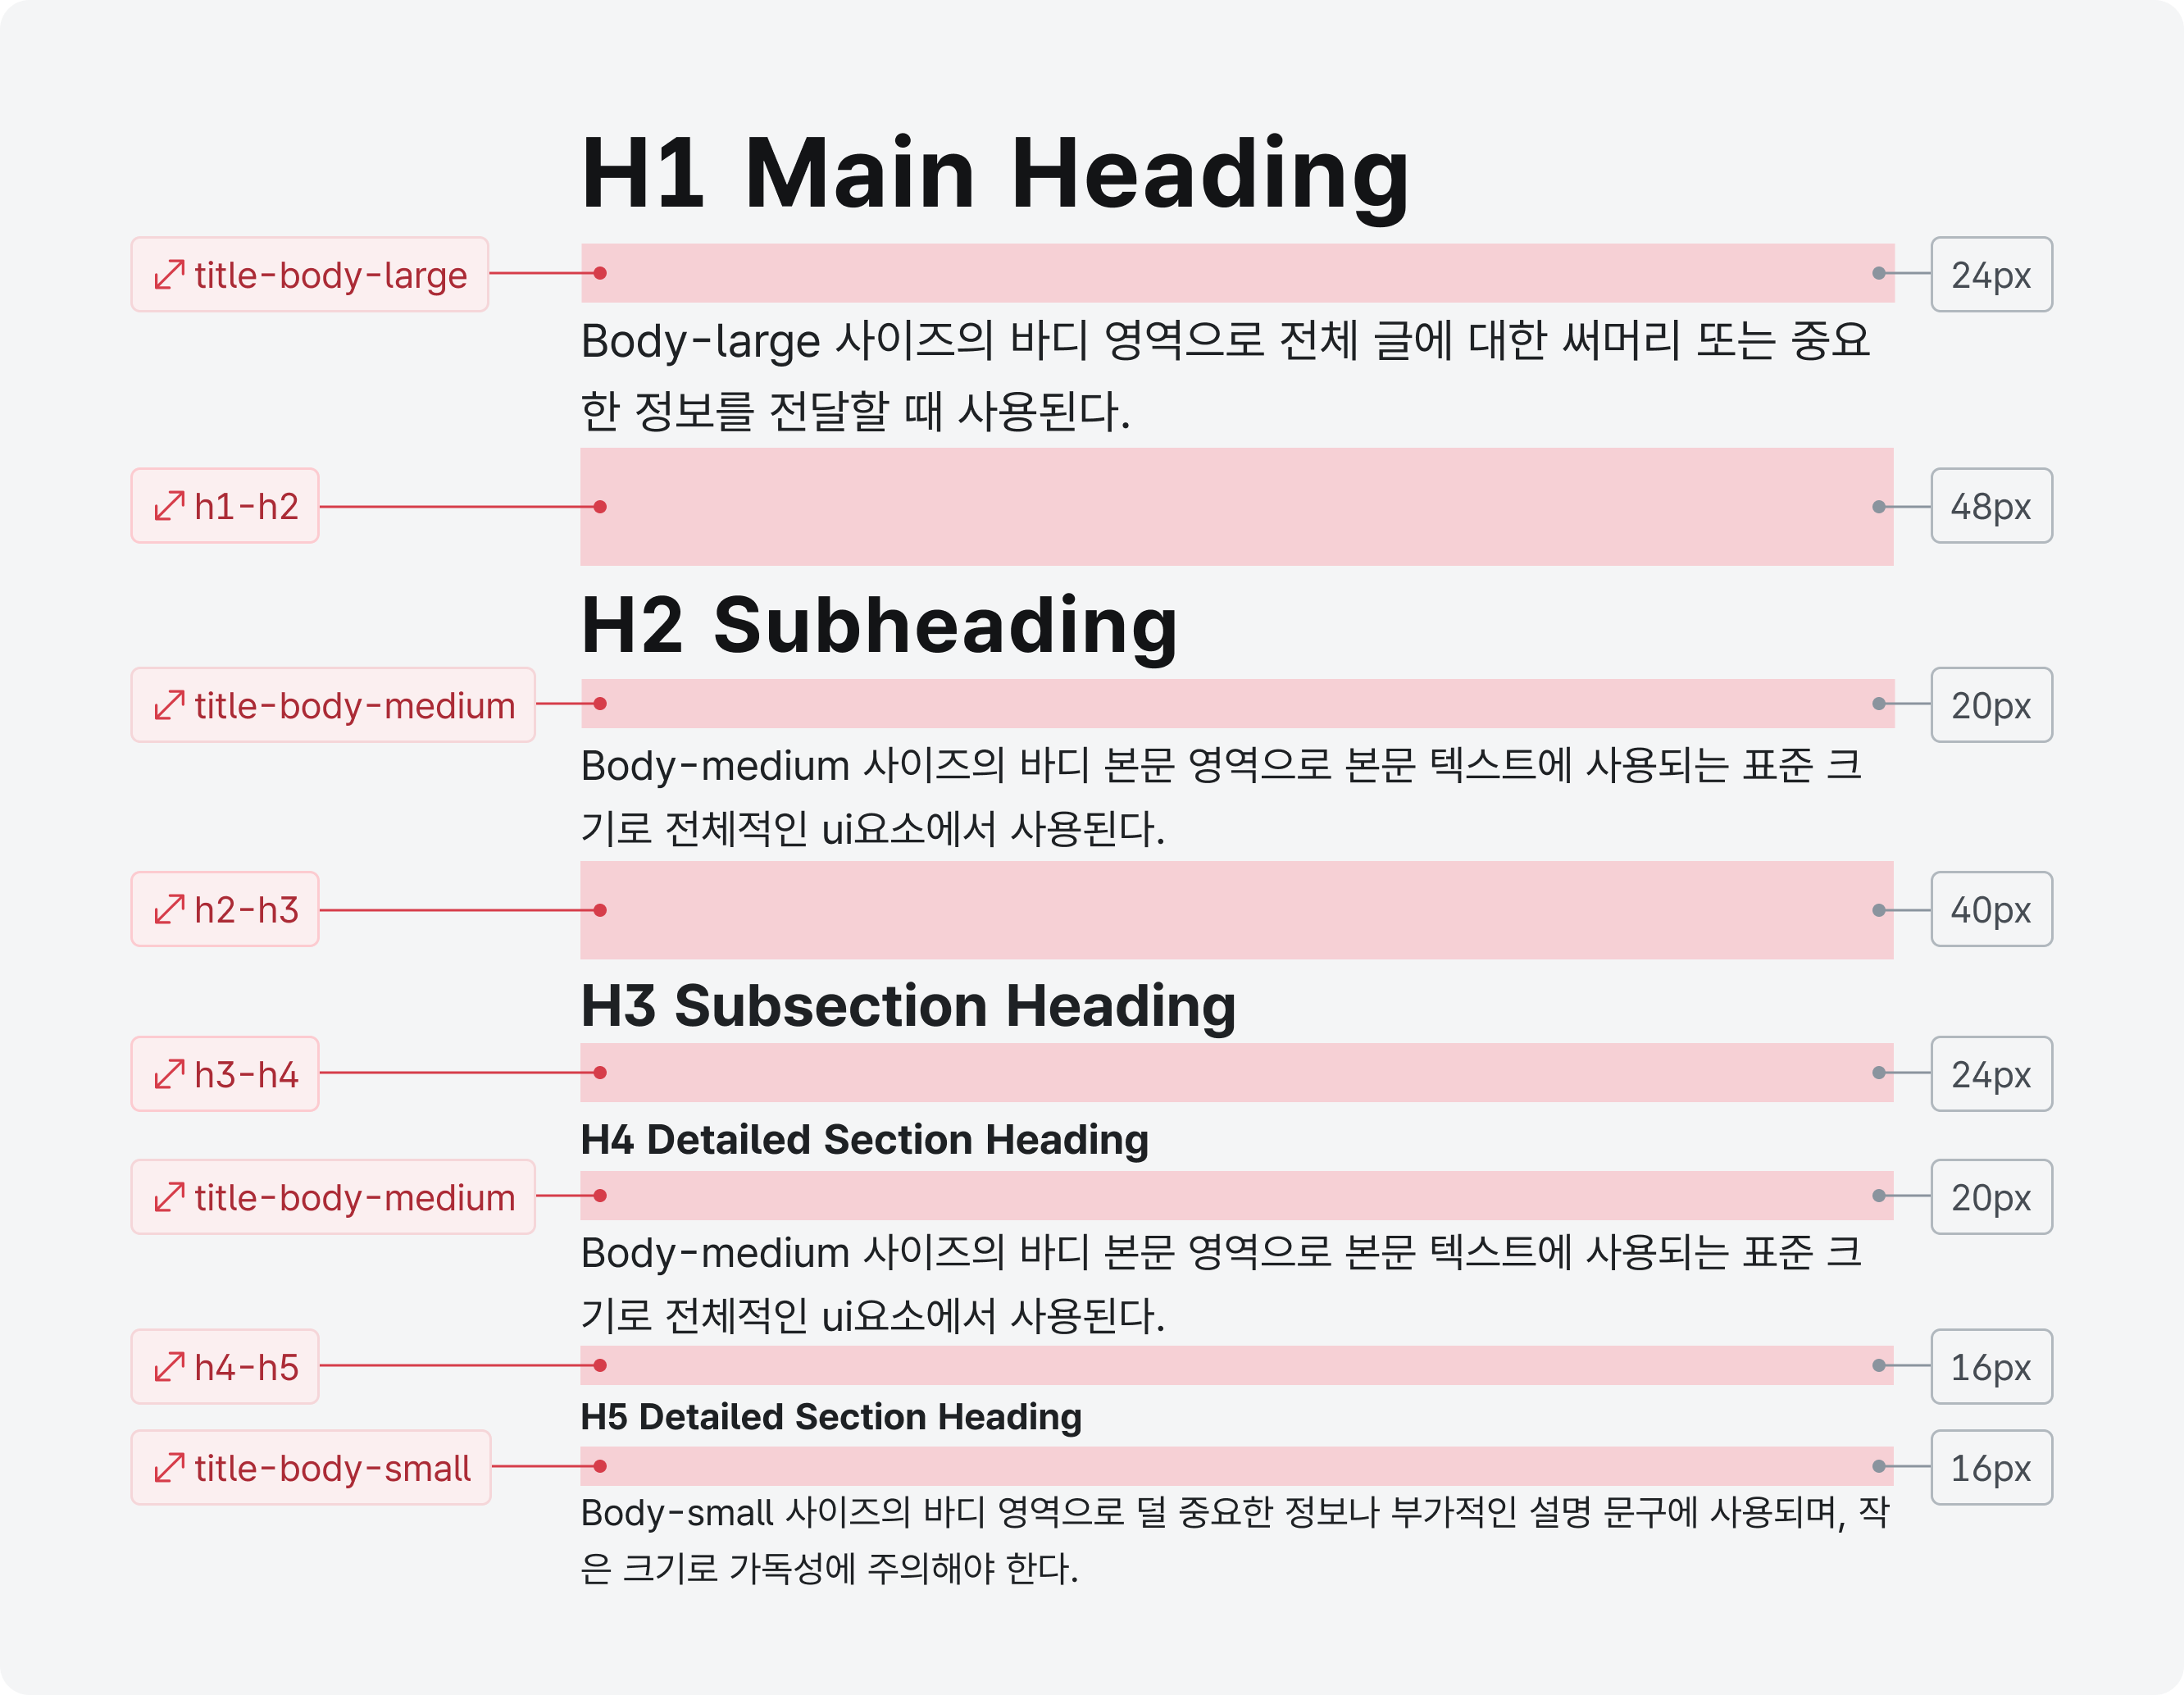 H1 Main Heading
title-body-large
24px
Body-large 사이즈의 바디 영역으로 전체 글에 대한 써머리 또는 중요
한 정보를 전달할 때 사용된다.
h1-h2
48px
H2 Subheading
title-body-medium
20px
Body-medium 사이즈의 바디 본문 영역으로 본문 텍스트에 사용되는 표준 크
기로 전체적인 ui요소에서 사용된다.
h2-h3
40px
H3 Subsection Heading
h3-h4
24px
H4 Detailed Section Heading
title-body-medium
20px
Body-medium 사이즈의 바디 본문 영역으로 본문 텍스트에 사용되는 표준 크
기로 전체적인 ui요소에서 사용된다.
h4-h5
16px
H5 Detailed Section Heading
title-body-small
16px
Body-small 사이즈의 바디 영역으로 덜 중요한 정보나 부가적인 설명 문구에 사용되며, 작
은 크기로 가독성에 주의해야 한다.